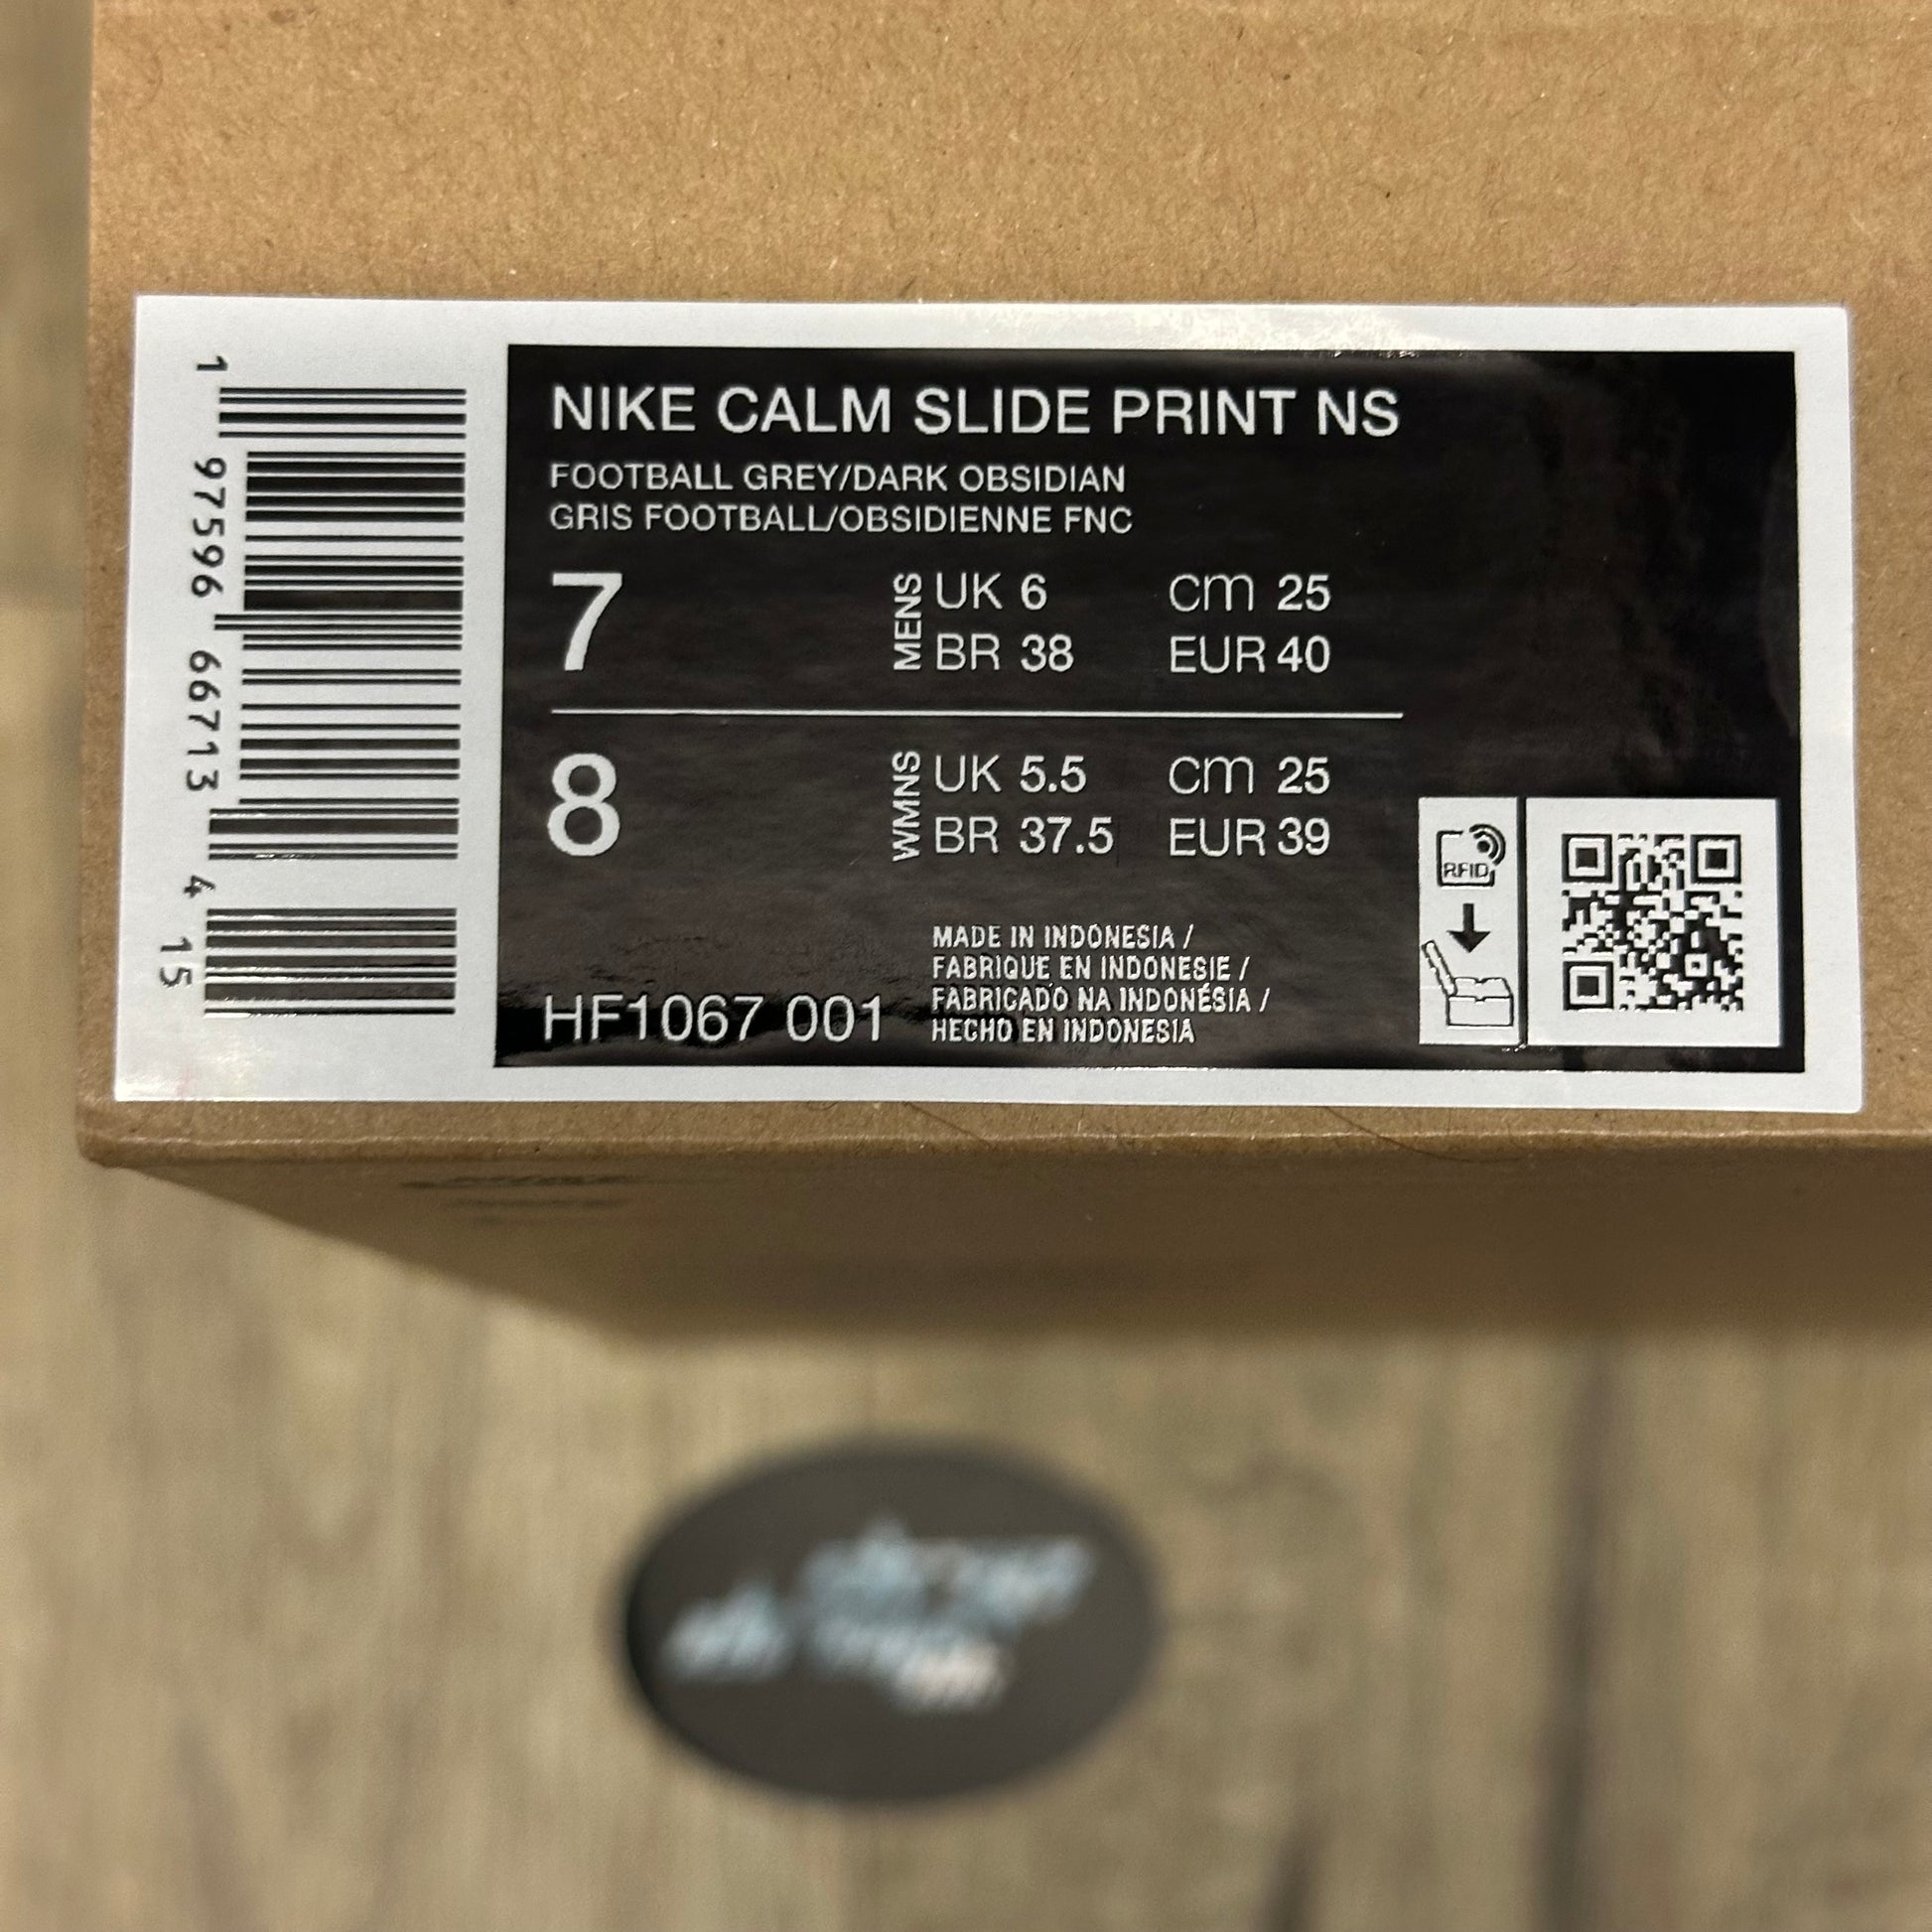 NIKE CALM SLIDE PRINT NS
FOOTBALL GREY/DARK OBSIDIAN
GRIS FOOTBALL/OBSIDIENNE FNC
7
MENS
UK 6 CM 25
BR 38 EUR 40
8
WMNS
UK 5.5 CM 25
BR 37.5 EUR 39
HF1067 001
MADE IN INDONESIA /
FABRIQUE EN INDONESIE /
FABRICADO NA INDONÉSIA /
HECHO EN INDONESIA
RFID
1 97596 66713 4 15